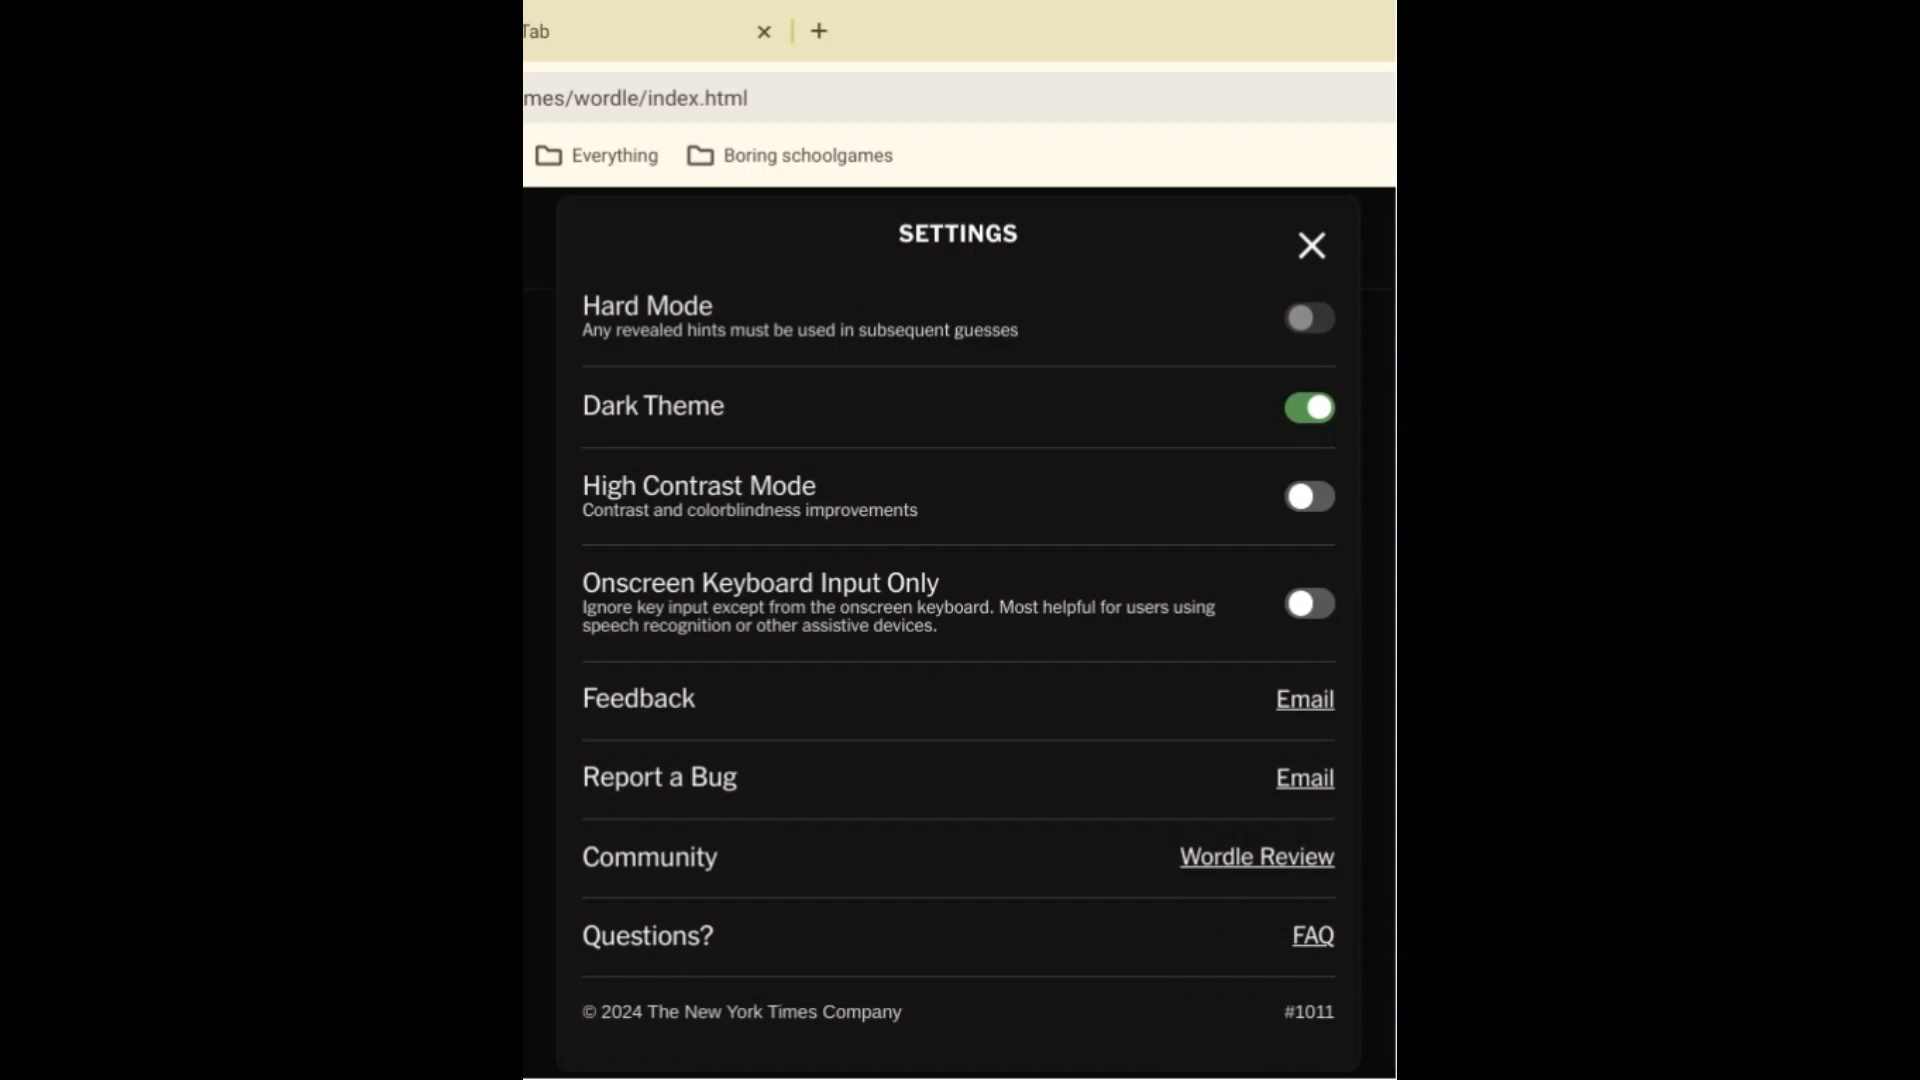 Tab
mes/wordle/index.html
Everything Boring schoolgames
SETTINGS
Hard Mode
Any revealed hints must be used in subsequent guesses
Dark Theme
High Contrast Mode
Contrast and colorblindness improvements
Onscreen Keyboard Input Only
Ignore key input except from the onscreen keyboard. Most helpful for users using
speech recognition or other assistive devices.
Feedback Email
Report a Bug Email
Community Wordle Review
Questions? FAQ
© 2024 The New York Times Company #1011